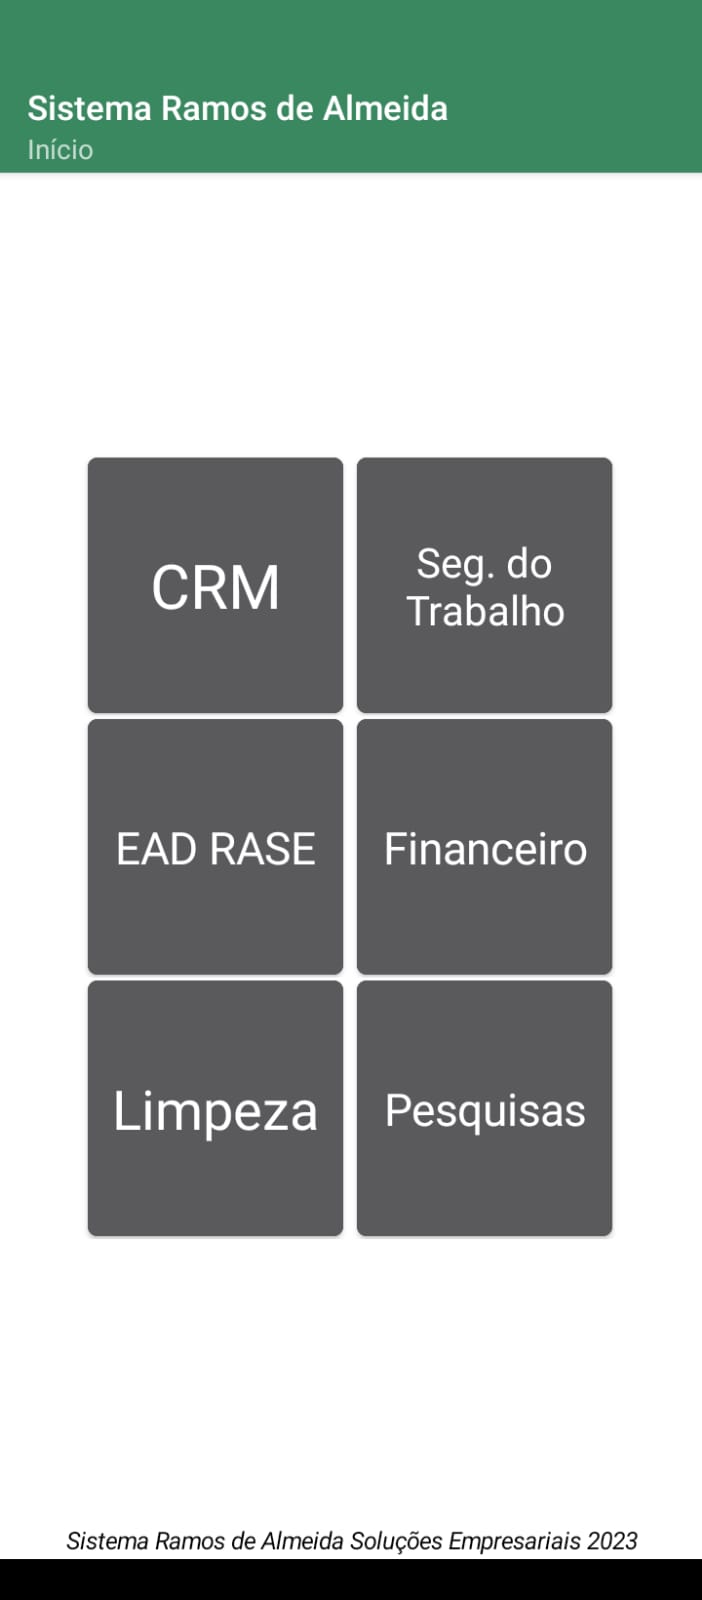 Sistema Ramos de Almeida
Início
CRM
Seg. do
Trabalho
EAD RASE
Financeiro
Limpeza
Pesquisas
Sistema Ramos de Almeida Soluções Empresariais 2023